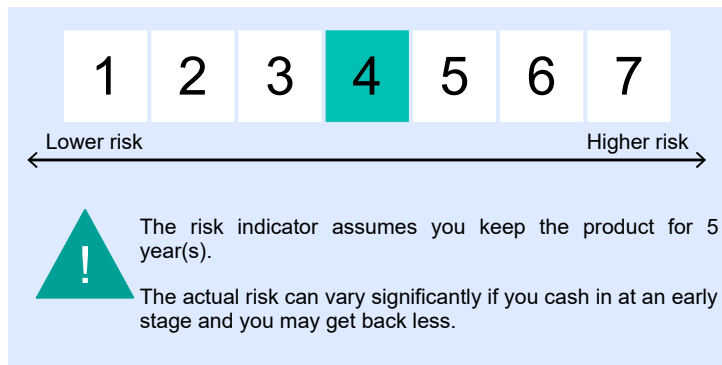 1 2 3 4 5 6 7
Lower risk Higher risk
!
The risk indicator assumes you keep the product for 5
year(s).
The actual risk can vary significantly if you cash in at an early
stage and you may get back less.